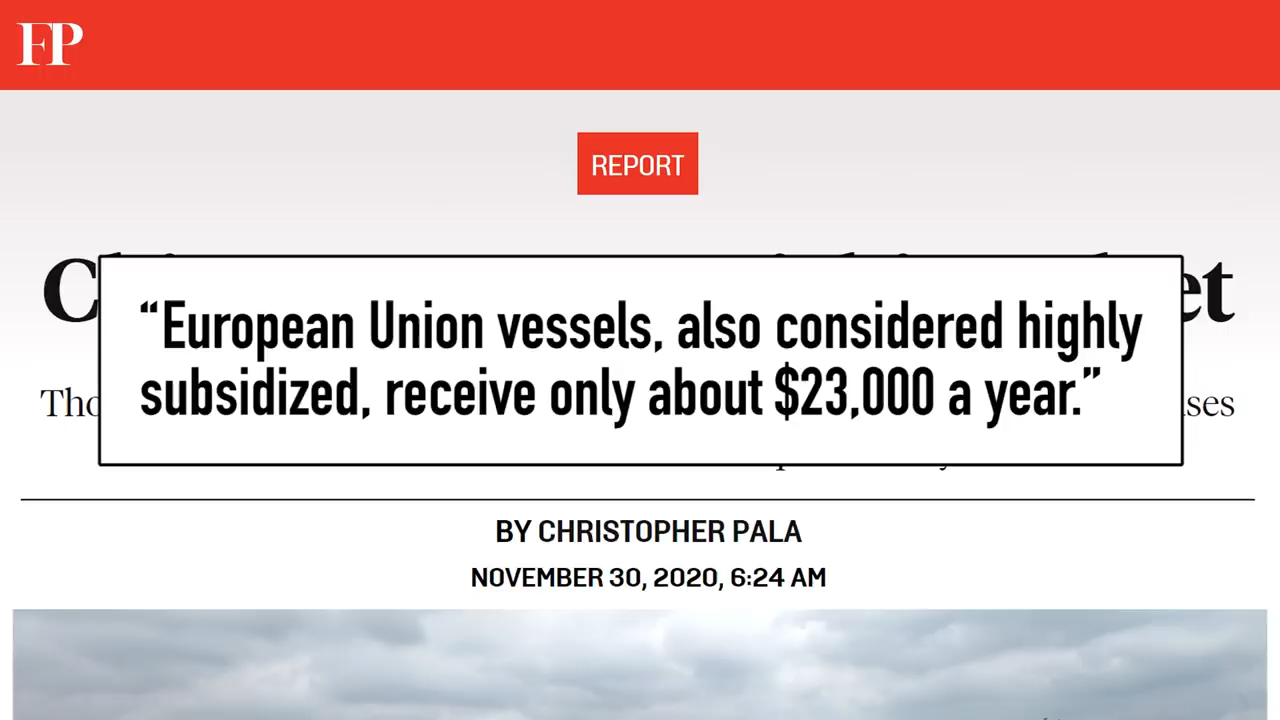 FP
REPORT
“European Union vessels, also considered highly
subsidized, receive only about $23,000 a year.”
BY CHRISTOPHER PALA
NOVEMBER 30, 2020, 6:24 AM